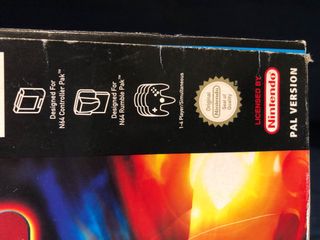 Designed For
N64 Controller Pak™
Designed For
N64 Rumble Pak™
1-4 Player/Simultaneous
Original
Nintendo
Seal of
Quality
LICENSED BY
Nintendo
PAL VERSION